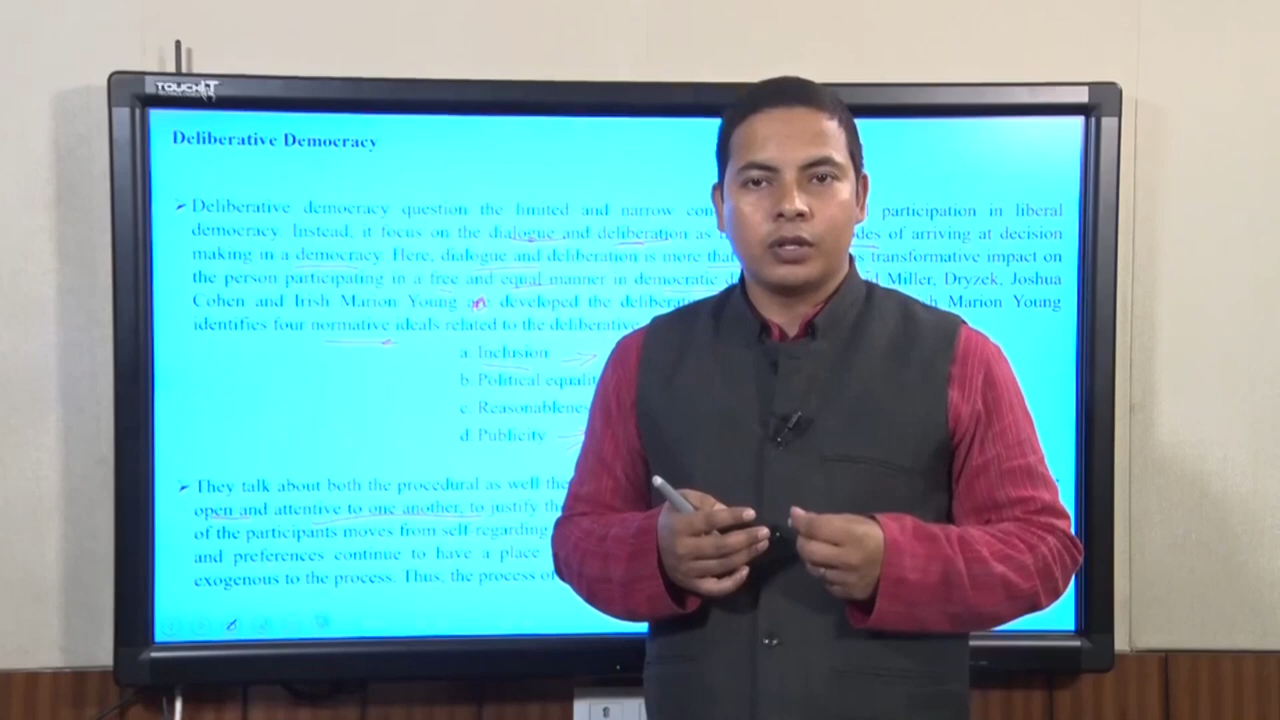 TOUCHIT
Deliberative Democracy
➢ Deliberative democracy question the limited and narrow con participation in liberal
democracy. Instead, it focus on the dialogue and deliberation as of arriving at decision
making in a democracy. Here, dialogue and deliberation is more than transformative impact on
the person participating in a free and equal manner in democratic d Miller, Dryzek, Joshua
Cohen and Irish Marion Young developed the deliberat Marion Young
identifies four normative ideals related to the deliberative
a. Inclusion
b. Political equalit
c. Reasonablenes
d. Publicity
➢ They talk about both the procedural as well the
open and attentive to one another, to justify th
of the participants moves from self-regarding
and preferences continue to have a place
exogenous to the process. Thus, the process of